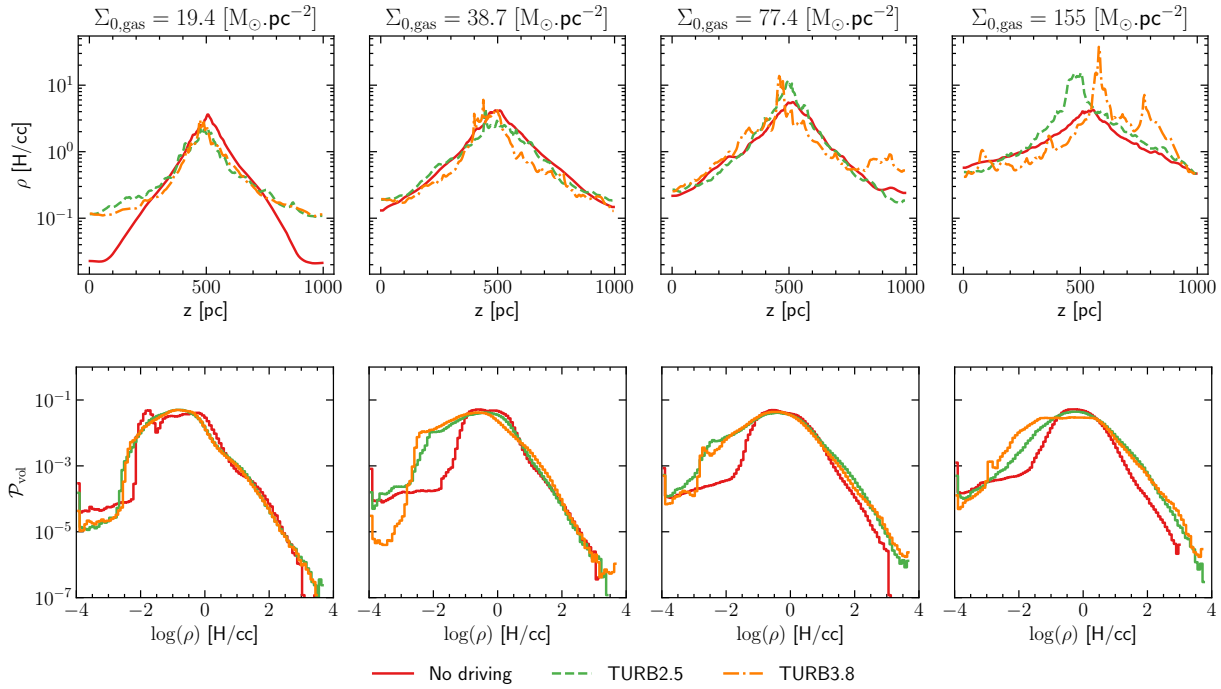 Σ₀,gas = 19.4 [M⊙.pc⁻²]
Σ₀,gas = 38.7 [M⊙.pc⁻²]
Σ₀,gas = 77.4 [M⊙.pc⁻²]
Σ₀,gas = 155 [M⊙.pc⁻²]
ρ [H/cc]
10¹
10⁰
10⁻¹
0 500 1000
0 500 1000
0 500 1000
0 500 1000
z [pc]
z [pc]
z [pc]
z [pc]
𝒫vol
10⁻¹
10⁻³
10⁻⁵
10⁻⁷
−4 −2 0 2 4
−4 −2 0 2 4
−4 −2 0 2 4
−4 −2 0 2 4
log(ρ) [H/cc]
log(ρ) [H/cc]
log(ρ) [H/cc]
log(ρ) [H/cc]
No driving
TURB2.5
TURB3.8